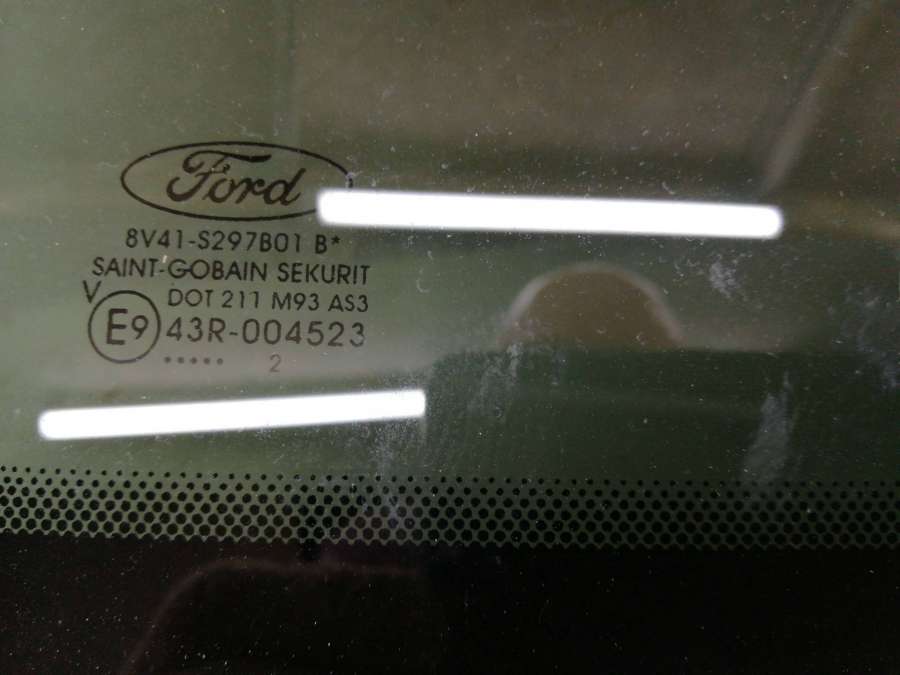 Ford
8V41-S297B01 B*
SAINT-GOBAIN SEKURIT
V DOT 211 M93 AS3
E9 43R-004523
..... 2